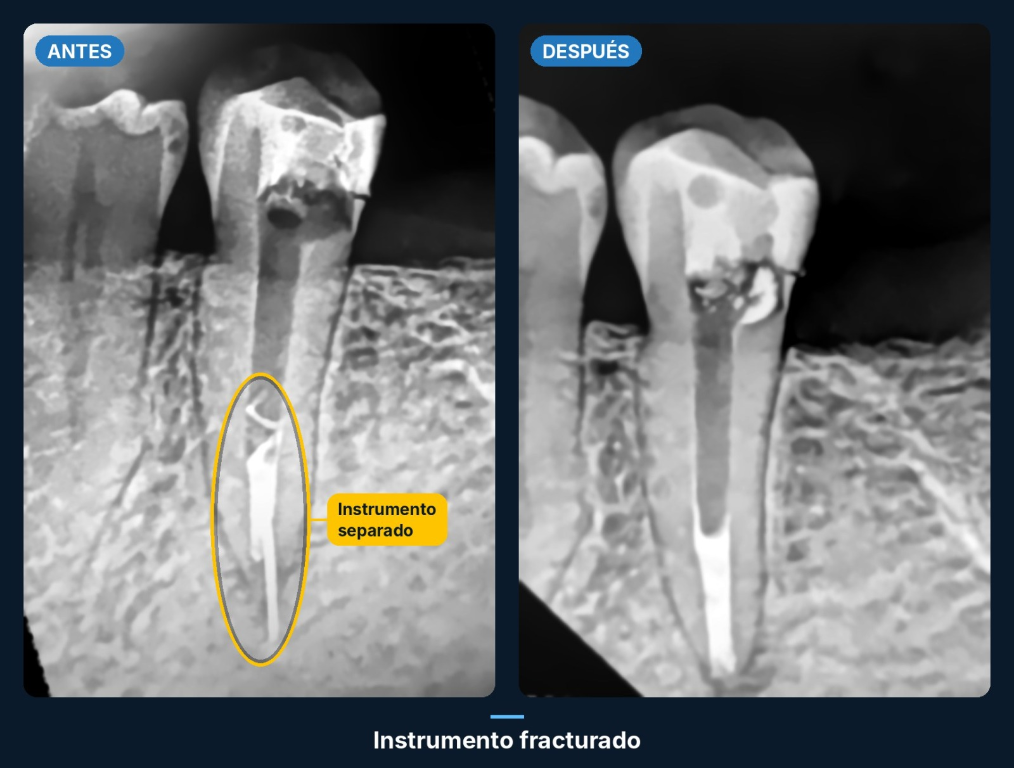 ANTES
DESPUÉS
Instrumento
separado
Instrumento fracturado